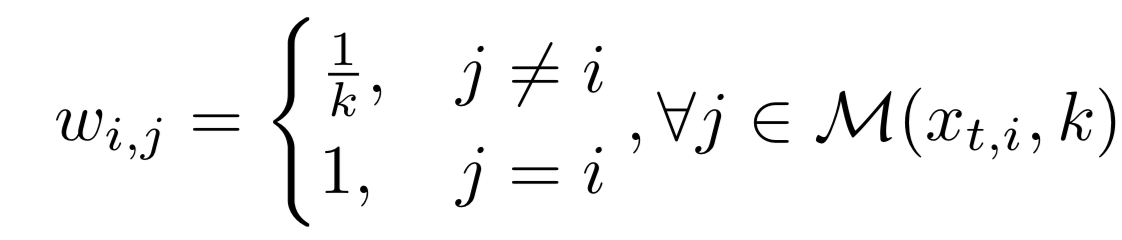 w_{i,j} = \begin{cases} \frac{1}{k}, & j \neq i \\ 1, & j = i \end{cases}, \forall j \in \mathcal{M}(x_{t,i}, k)